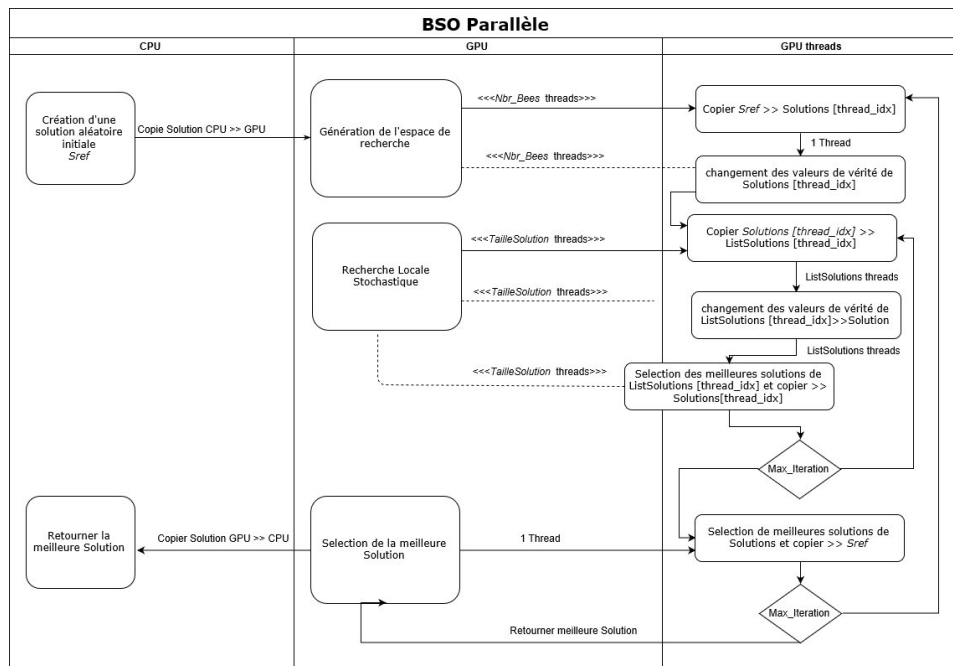 BSO Parallèle
CPU
GPU
GPU threads
Création d'une
solution aléatoire
initiale
Sref
Copie Solution CPU >> GPU
Génération de l'espace de
recherche
<<<Nbr_Bees threads>>>
Copier Sref >> Solutions [thread_idx]
1 Thread
<<<Nbr_Bees threads>>>
changement des valeurs de vérité de
Solutions [thread_idx]
Recherche Locale
Stochastique
<<<TailleSolution threads>>>
Copier Solutions [thread_idx] >>
ListSolutions [thread_idx]
ListSolutions threads
<<<TailleSolution threads>>>
changement des valeurs de vérité de
ListSolutions [thread_idx]>>Solution
ListSolutions threads
<<<TailleSolution threads>>>
Selection des meilleures solutions de
ListSolutions [thread_idx] et copier >>
Solutions[thread_idx]
Max_Iteration
Retourner la
meilleure Solution
Copier Solution GPU >> CPU
Selection de la meilleure
Solution
1 Thread
Selection de meilleures solutions de
Solutions et copier >> Sref
Max_Iteration
Retourner meilleure Solution